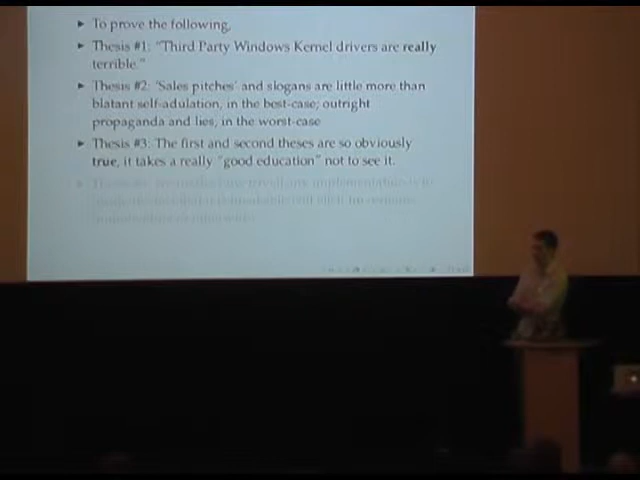 ▸ To prove the following,
▸ Thesis #1: “Third Party Windows Kernel drivers are really
terrible.”
▸ Thesis #2: ‘Sales pitches’ and slogans are little more than
blatant self-adulation, in the best-case; outright
propaganda and lies, in the worst-case
▸ Thesis #3: The first and second theses are so obviously
true, it takes a really “good education” not to see it.